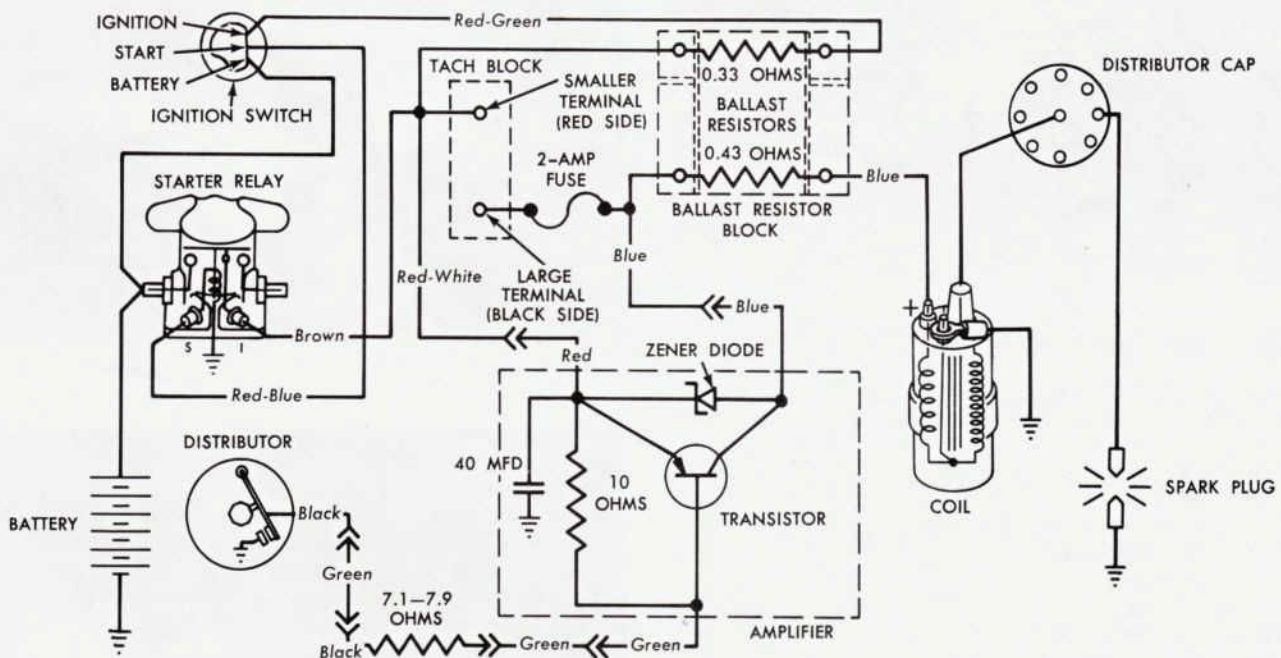 IGNITION
START
BATTERY
IGNITION SWITCH
Red-Green
TACH BLOCK
SMALLER
TERMINAL
(RED SIDE)
0.33 OHMS
BALLAST
RESISTORS
0.43 OHMS
BALLAST RESISTOR
BLOCK
DISTRIBUTOR CAP
STARTER RELAY
2-AMP
FUSE
Blue
Blue
Blue
Red-White
LARGE
TERMINAL
(BLACK SIDE)
S
I
Brown
Red-Blue
Red
ZENER DIODE
+
DISTRIBUTOR
40 MFD
10
OHMS
TRANSISTOR
COIL
SPARK PLUG
BATTERY
Black
Green
7.1—7.9
OHMS
Black
Green
Green
AMPLIFIER